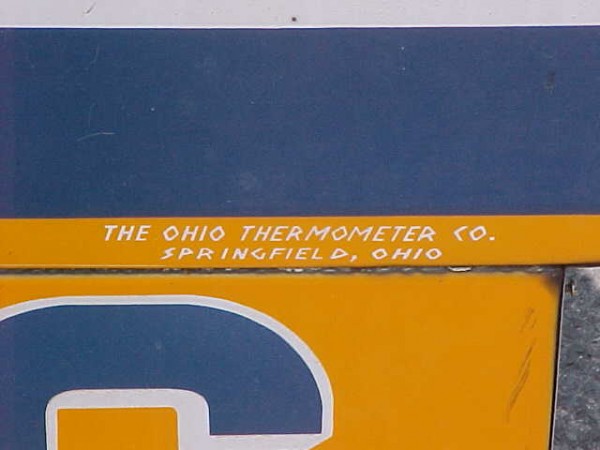 THE OHIO THERMOMETER CO.
SPRINGFIELD, OHIO